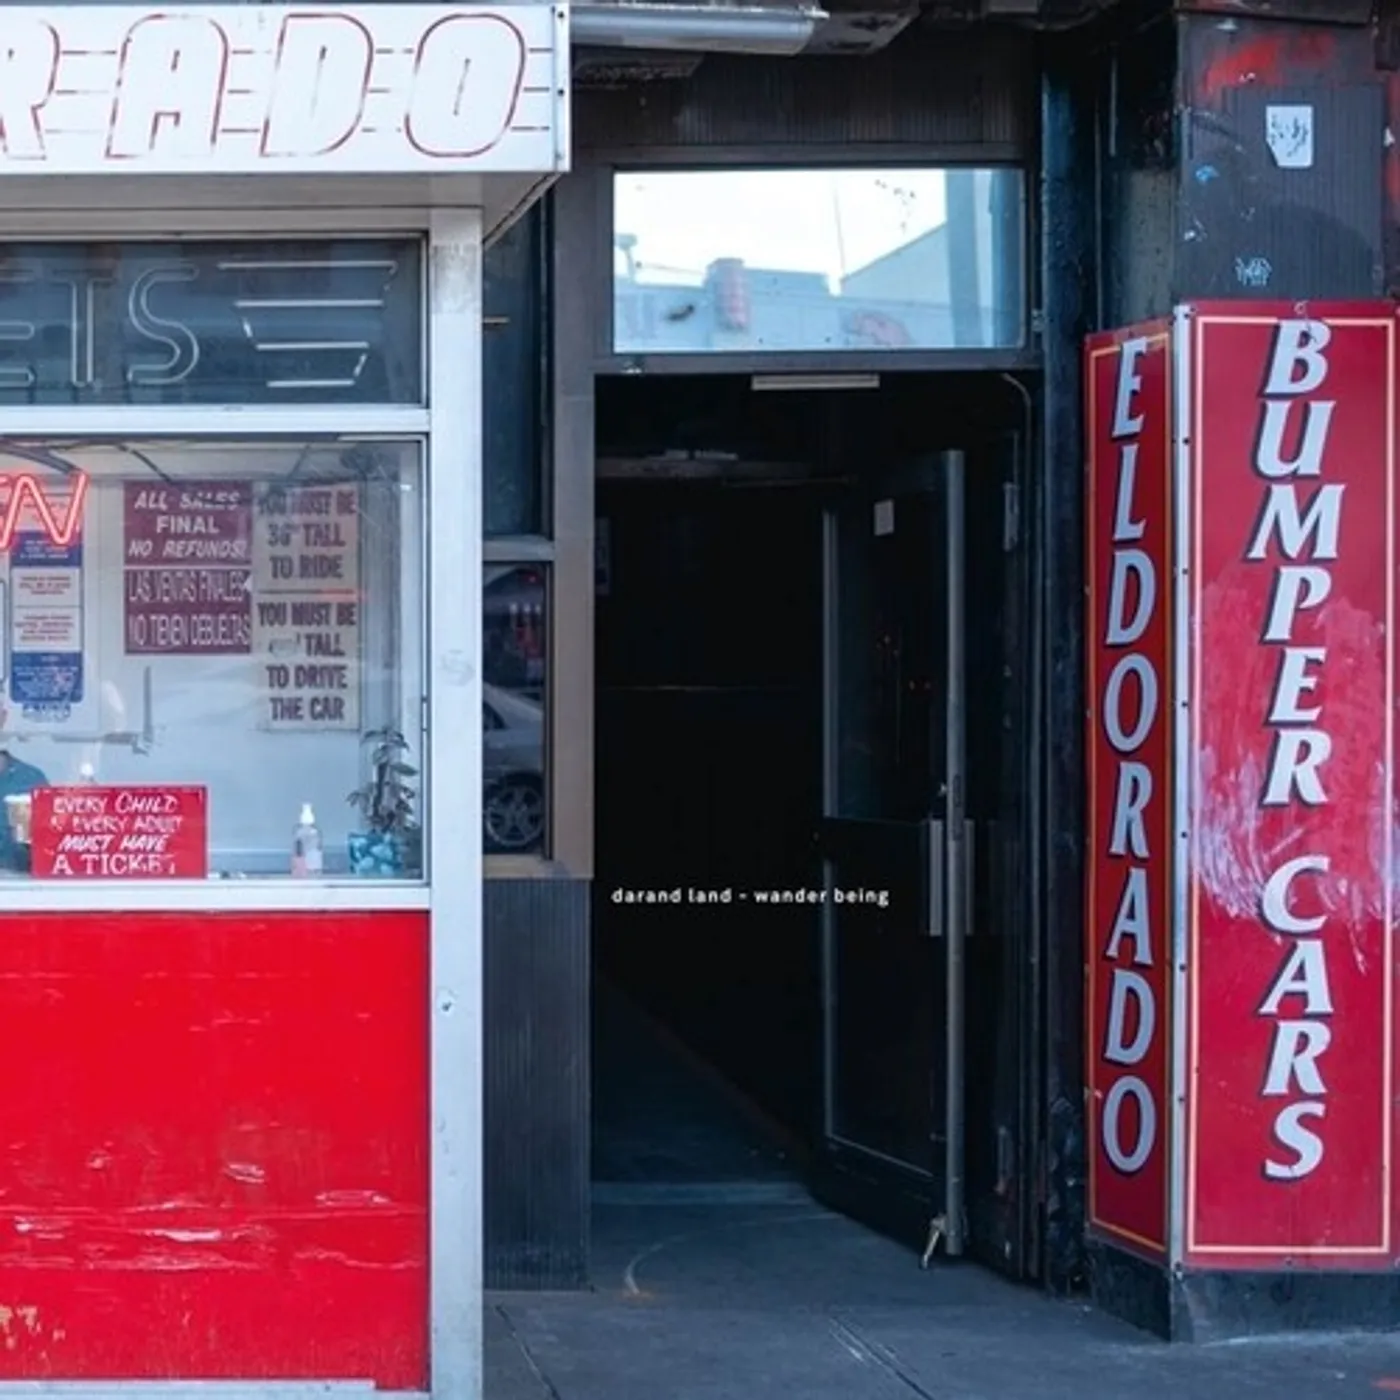 RADO
ETS
N
ALL SALES
FINAL
NO REFUNDS!
LAS VENTAS FINALES
NO TIENEN DEBUELTAS
YOU MUST BE
36" TALL
TO RIDE
YOU MUST BE
TALL
TO DRIVE
THE CAR
EVERY CHILD
& EVERY ADULT
MUST HAVE
A TICKET
darand land - wander being
ELDORADO
BUMPER CARS